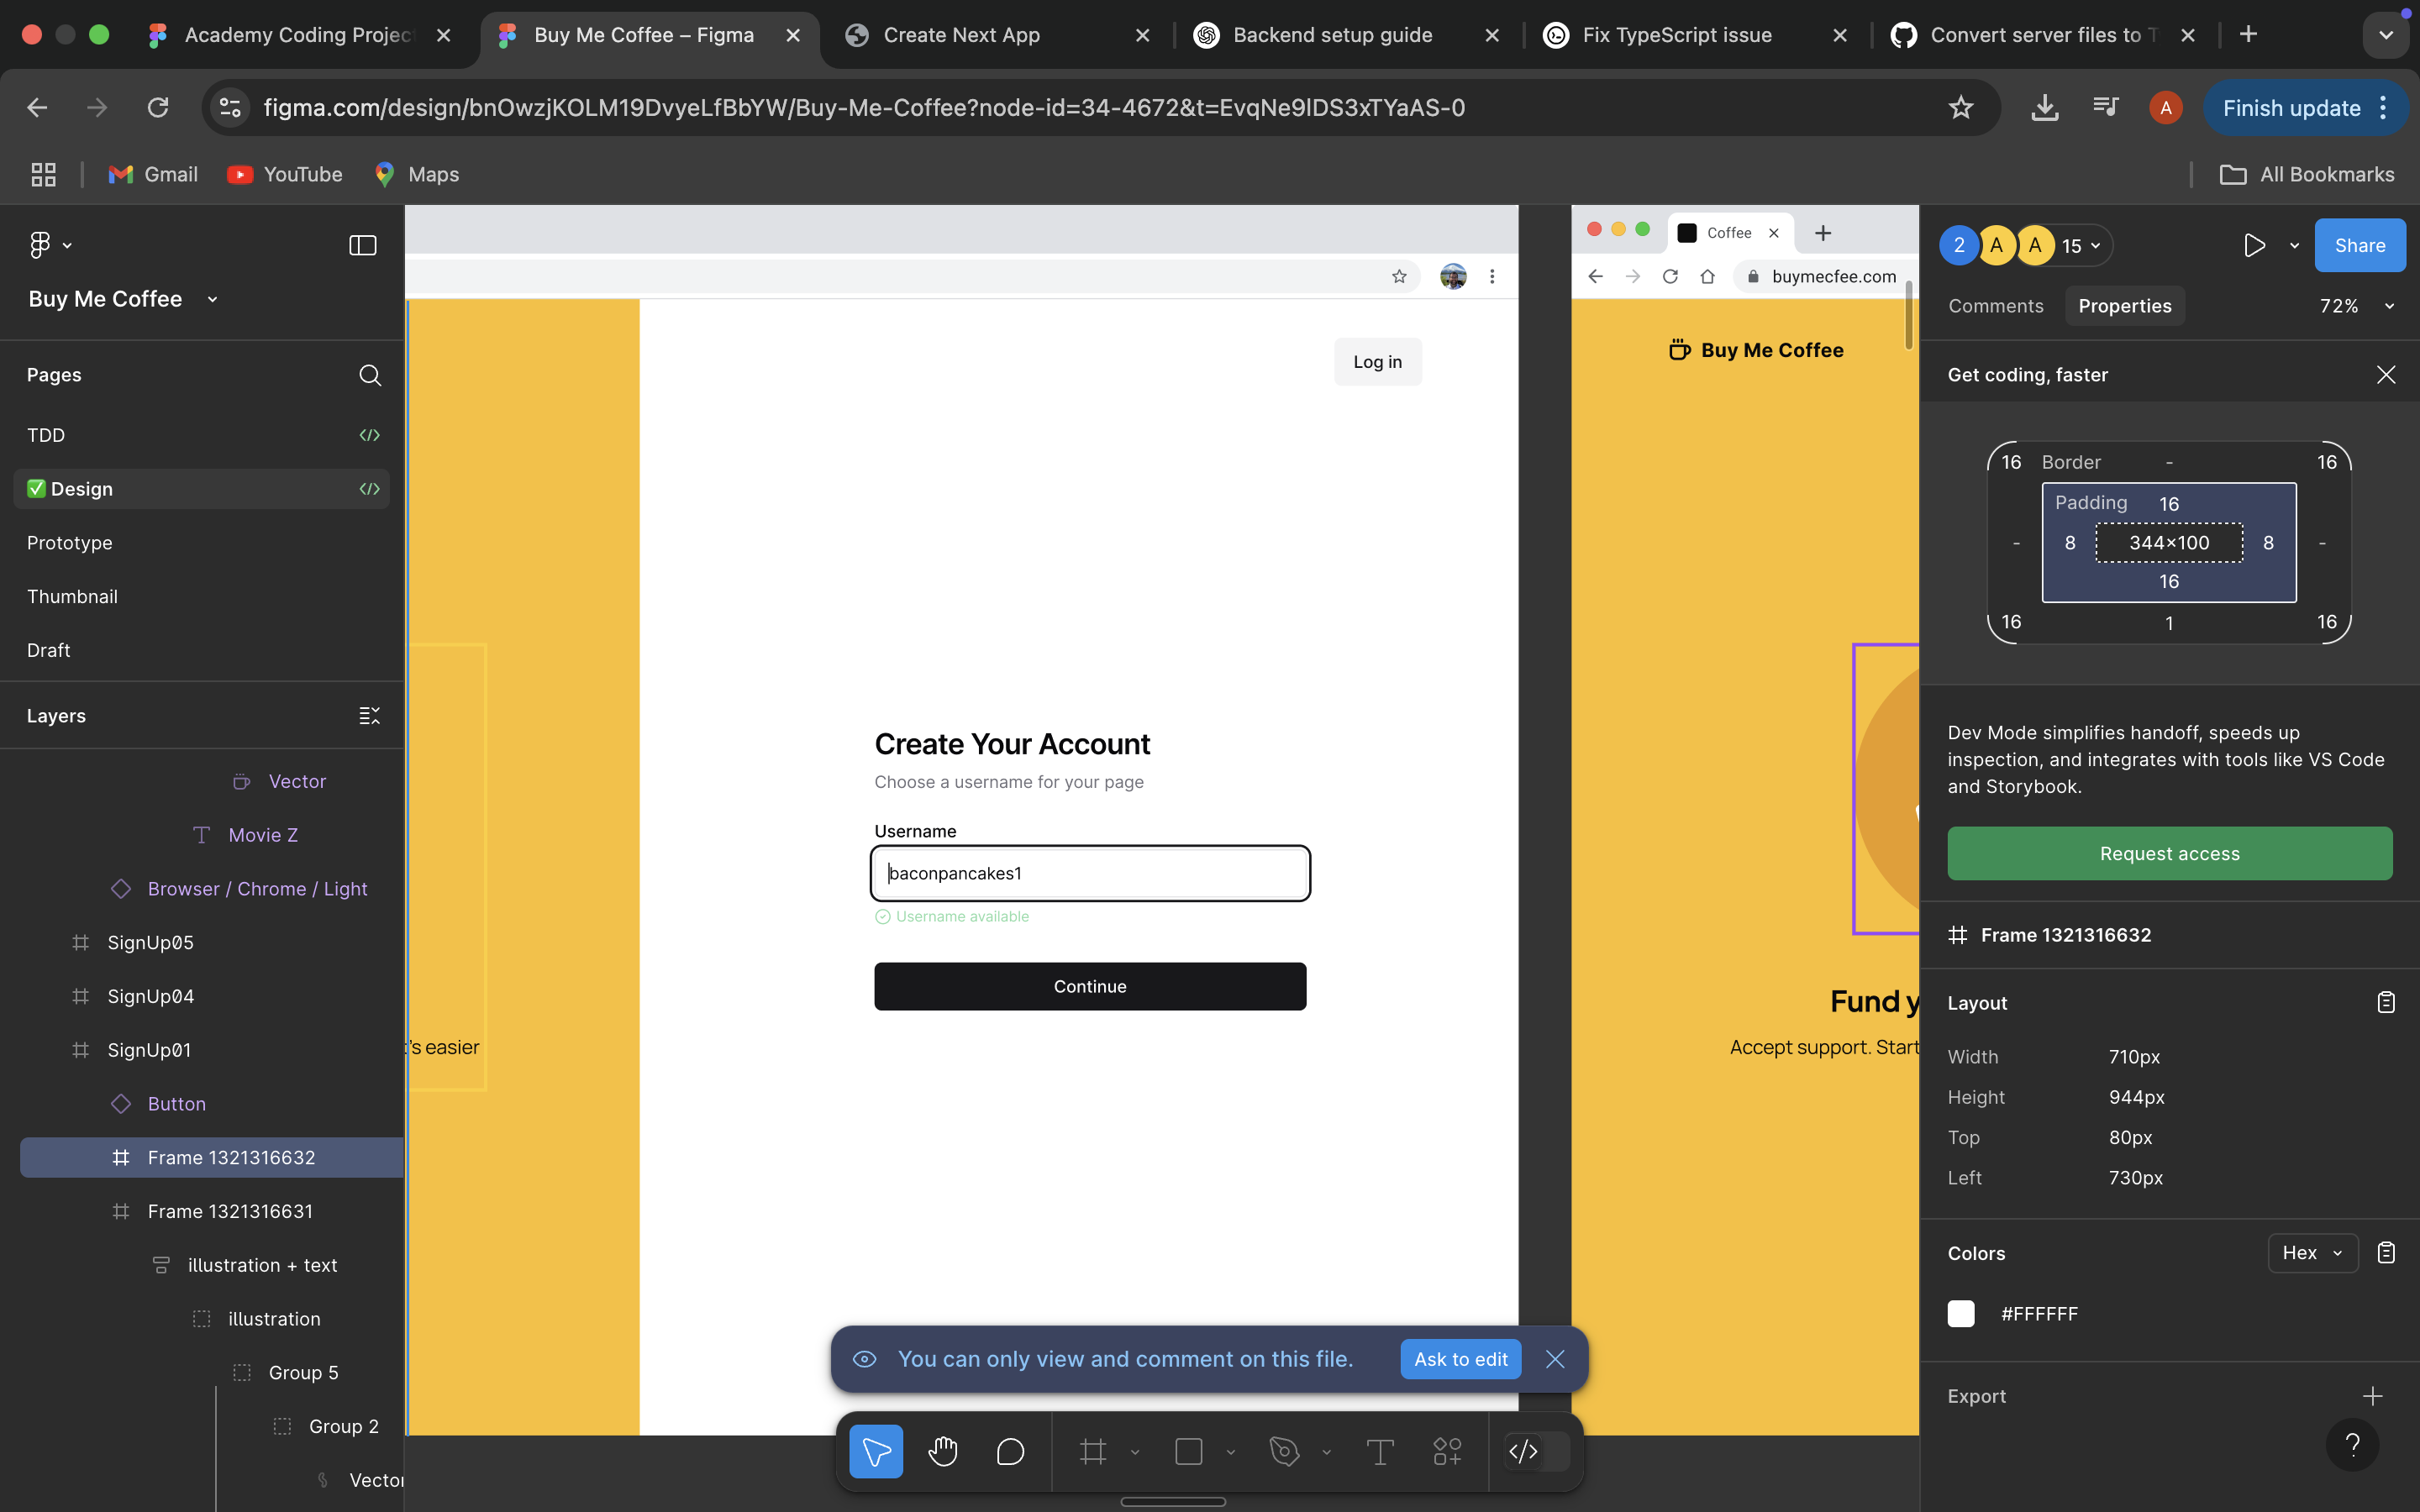 Academy Coding Projec
Buy Me Coffee – Figma
Create Next App
Backend setup guide
Fix TypeScript issue
Convert server files to T
figma.com/design/bnOwzjKOLM19DvyeLfBbYW/Buy-Me-Coffee?node-id=34-4672&t=EvqNe9lDS3xTYaAS-0
A
Finish update
Gmail
YouTube
Maps
All Bookmarks
Buy Me Coffee
Pages
TDD
Design
Prototype
Thumbnail
Draft
Layers
Vector
Movie Z
Browser / Chrome / Light
SignUp05
SignUp04
SignUp01
Button
Frame 1321316632
Frame 1321316631
illustration + text
illustration
Group 5
Group 2
Vector
Log in
Create Your Account
Choose a username for your page
Username
baconpancakes1
Username available
Continue
's easier
Coffee
buymecfee.com
Buy Me Coffee
Fund y
Accept support. Start
You can only view and comment on this file.
Ask to edit
2 A A 15
Share
Comments
Properties
72%
Get coding, faster
16 Border - 16
Padding 16
- 8 344×100 8 -
16
16 1 16
Dev Mode simplifies handoff, speeds up
inspection, and integrates with tools like VS Code
and Storybook.
Request access
Frame 1321316632
Layout
Width 710px
Height 944px
Top 80px
Left 730px
Colors
Hex
#FFFFFF
Export
?